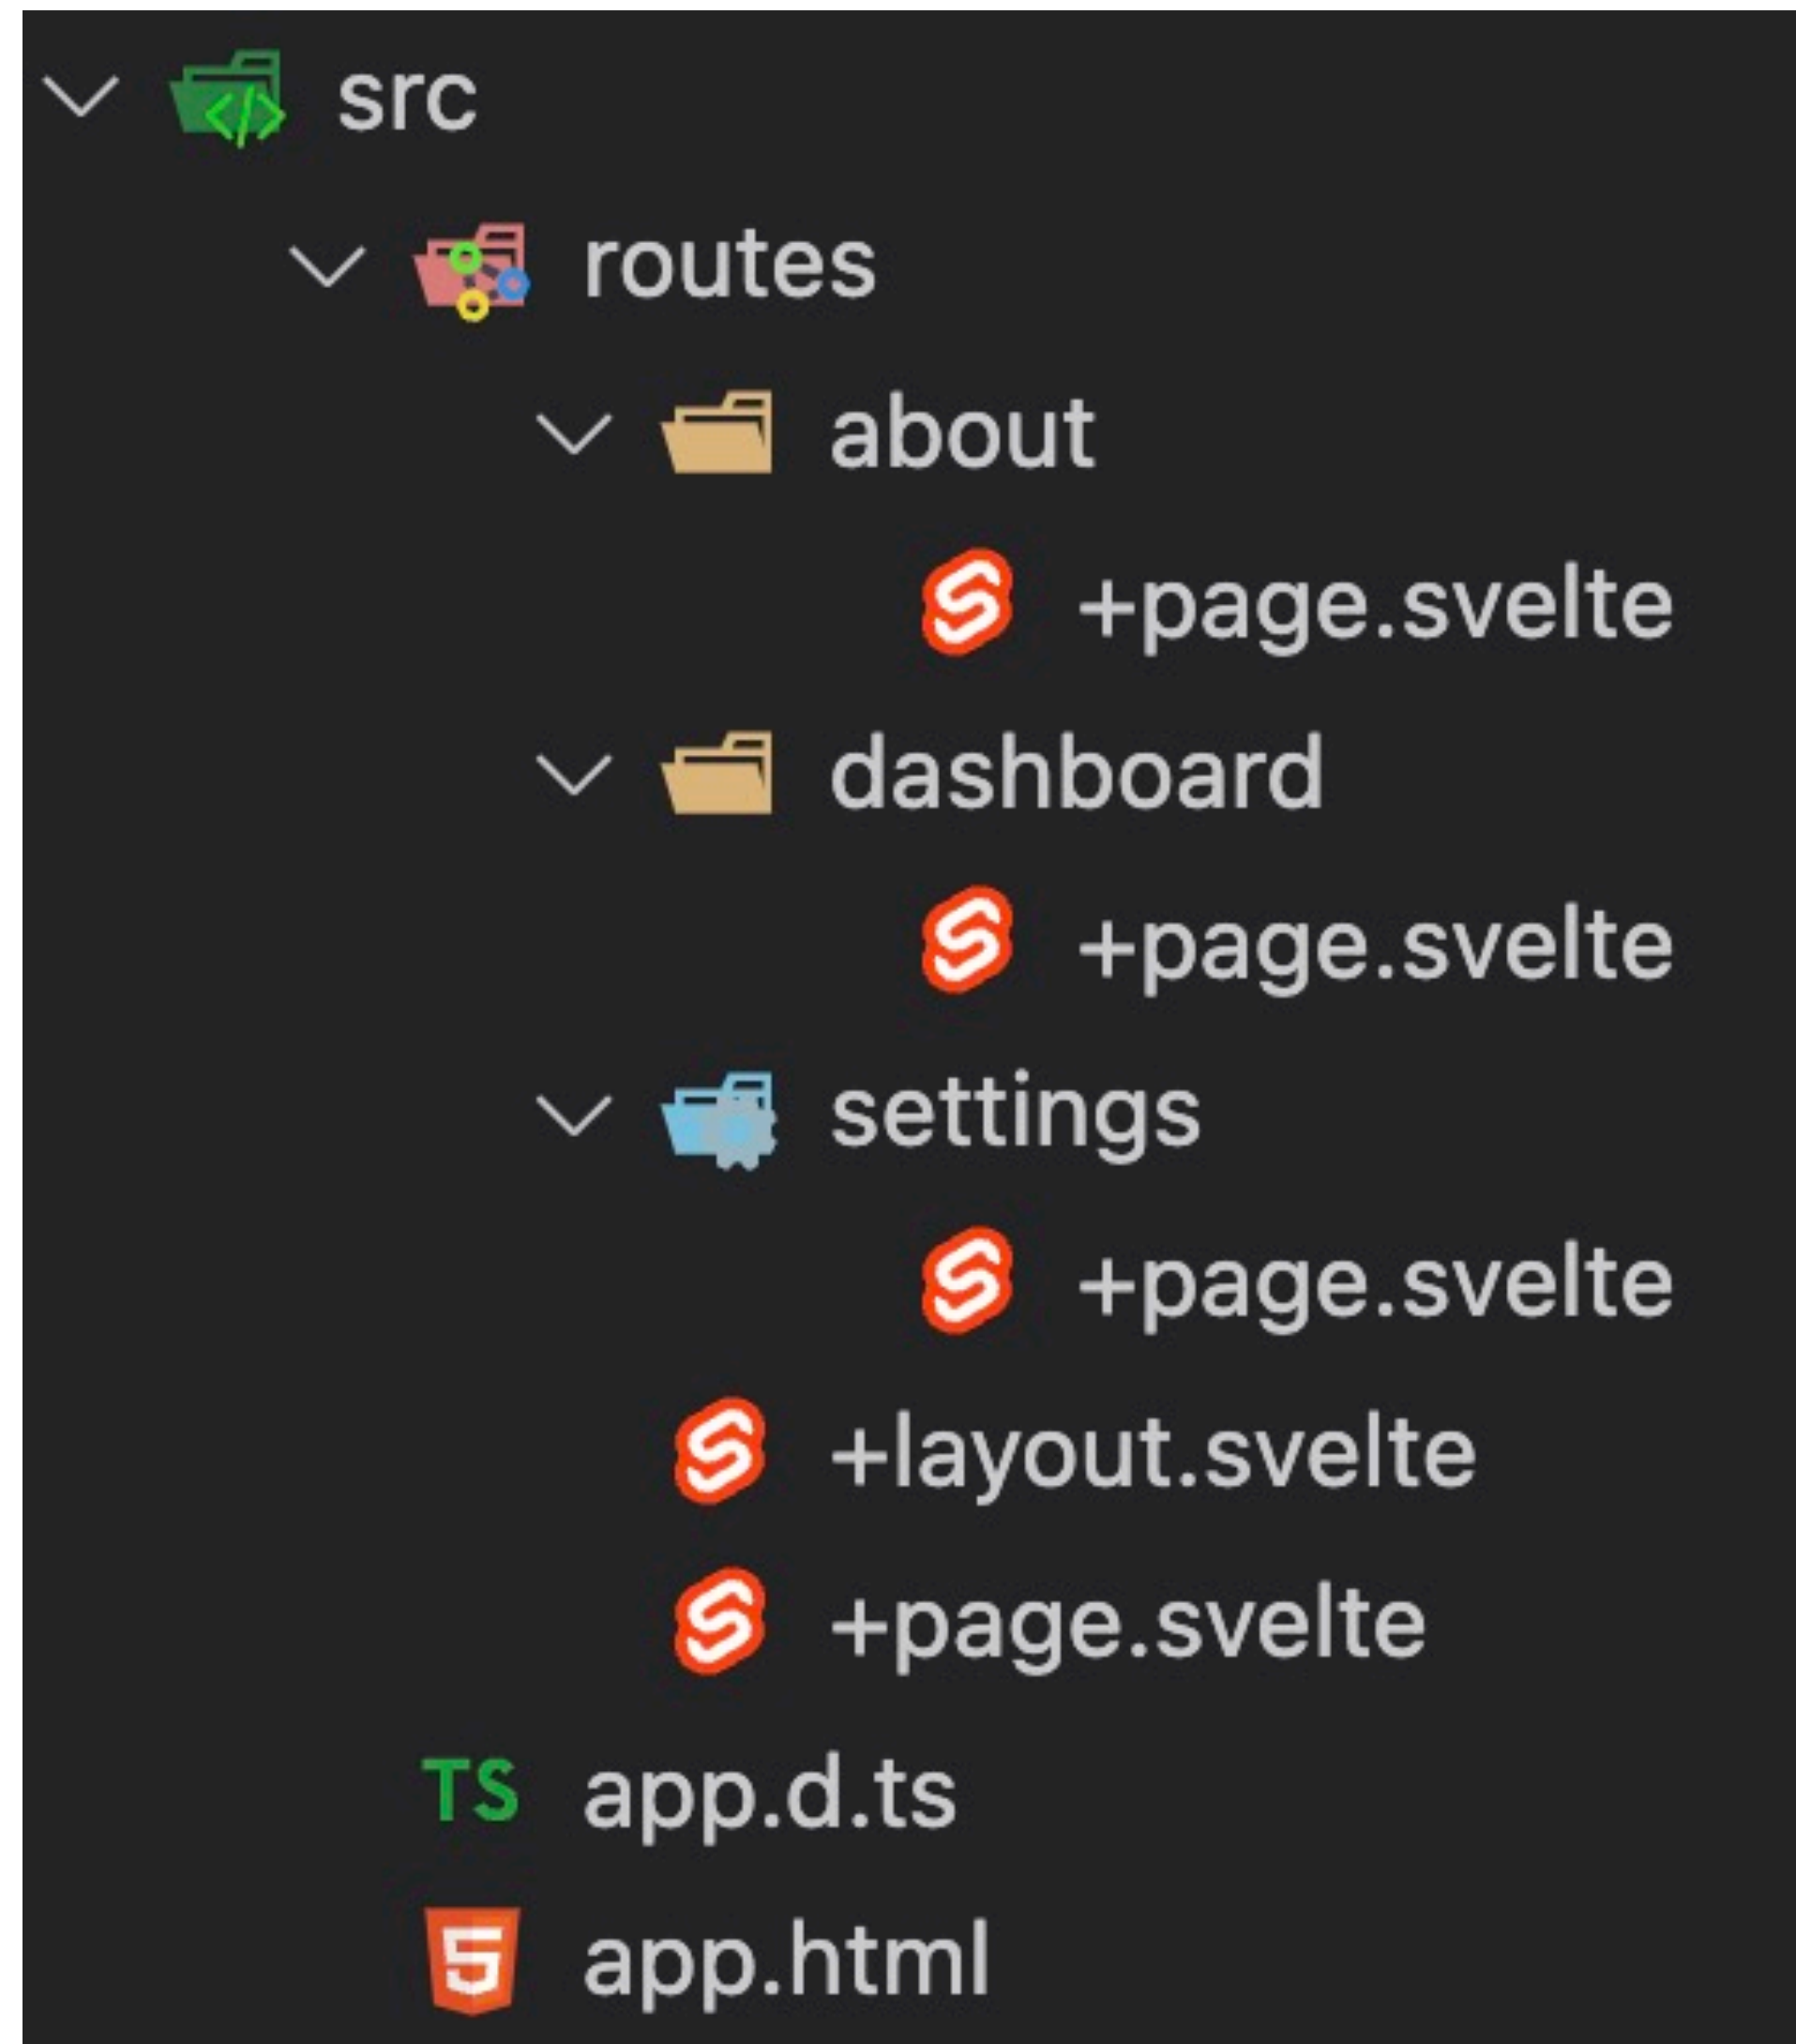 src
routes
about
+page.svelte
dashboard
+page.svelte
settings
+page.svelte
+layout.svelte
+page.svelte
TS app.d.ts
5 app.html